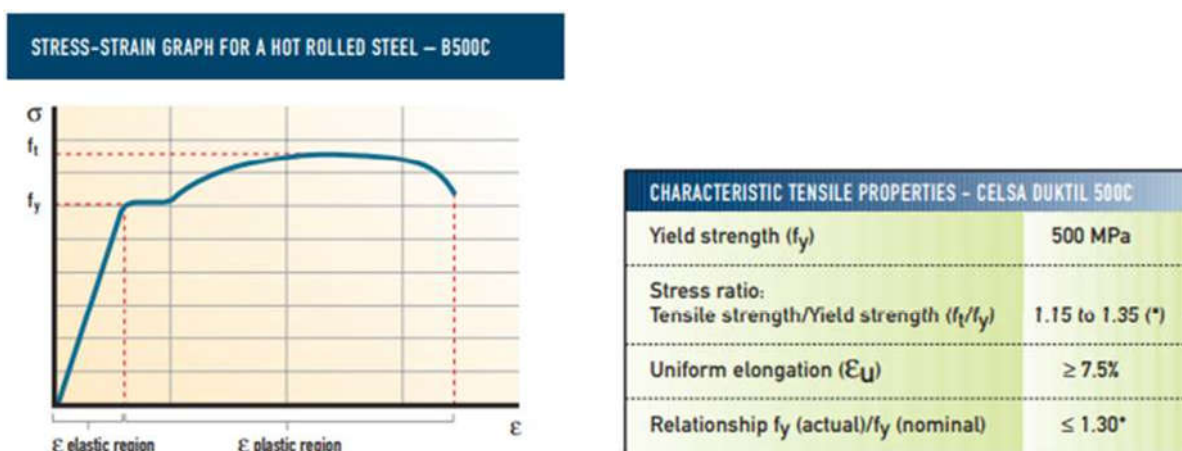 STRESS-STRAIN GRAPH FOR A HOT ROLLED STEEL – B500C
σ
fₜ
fᵧ
ε
ε elastic region
ε plastic region
CHARACTERISTIC TENSILE PROPERTIES - CELSA DUKTIL 500C
Yield strength (fy) 500 MPa
Stress ratio:
Tensile strength/Yield strength (ft/fy) 1.15 to 1.35 (*)
Uniform elongation (Ɛu) ≥ 7.5%
Relationship fy (actual)/fy (nominal) ≤ 1.30*